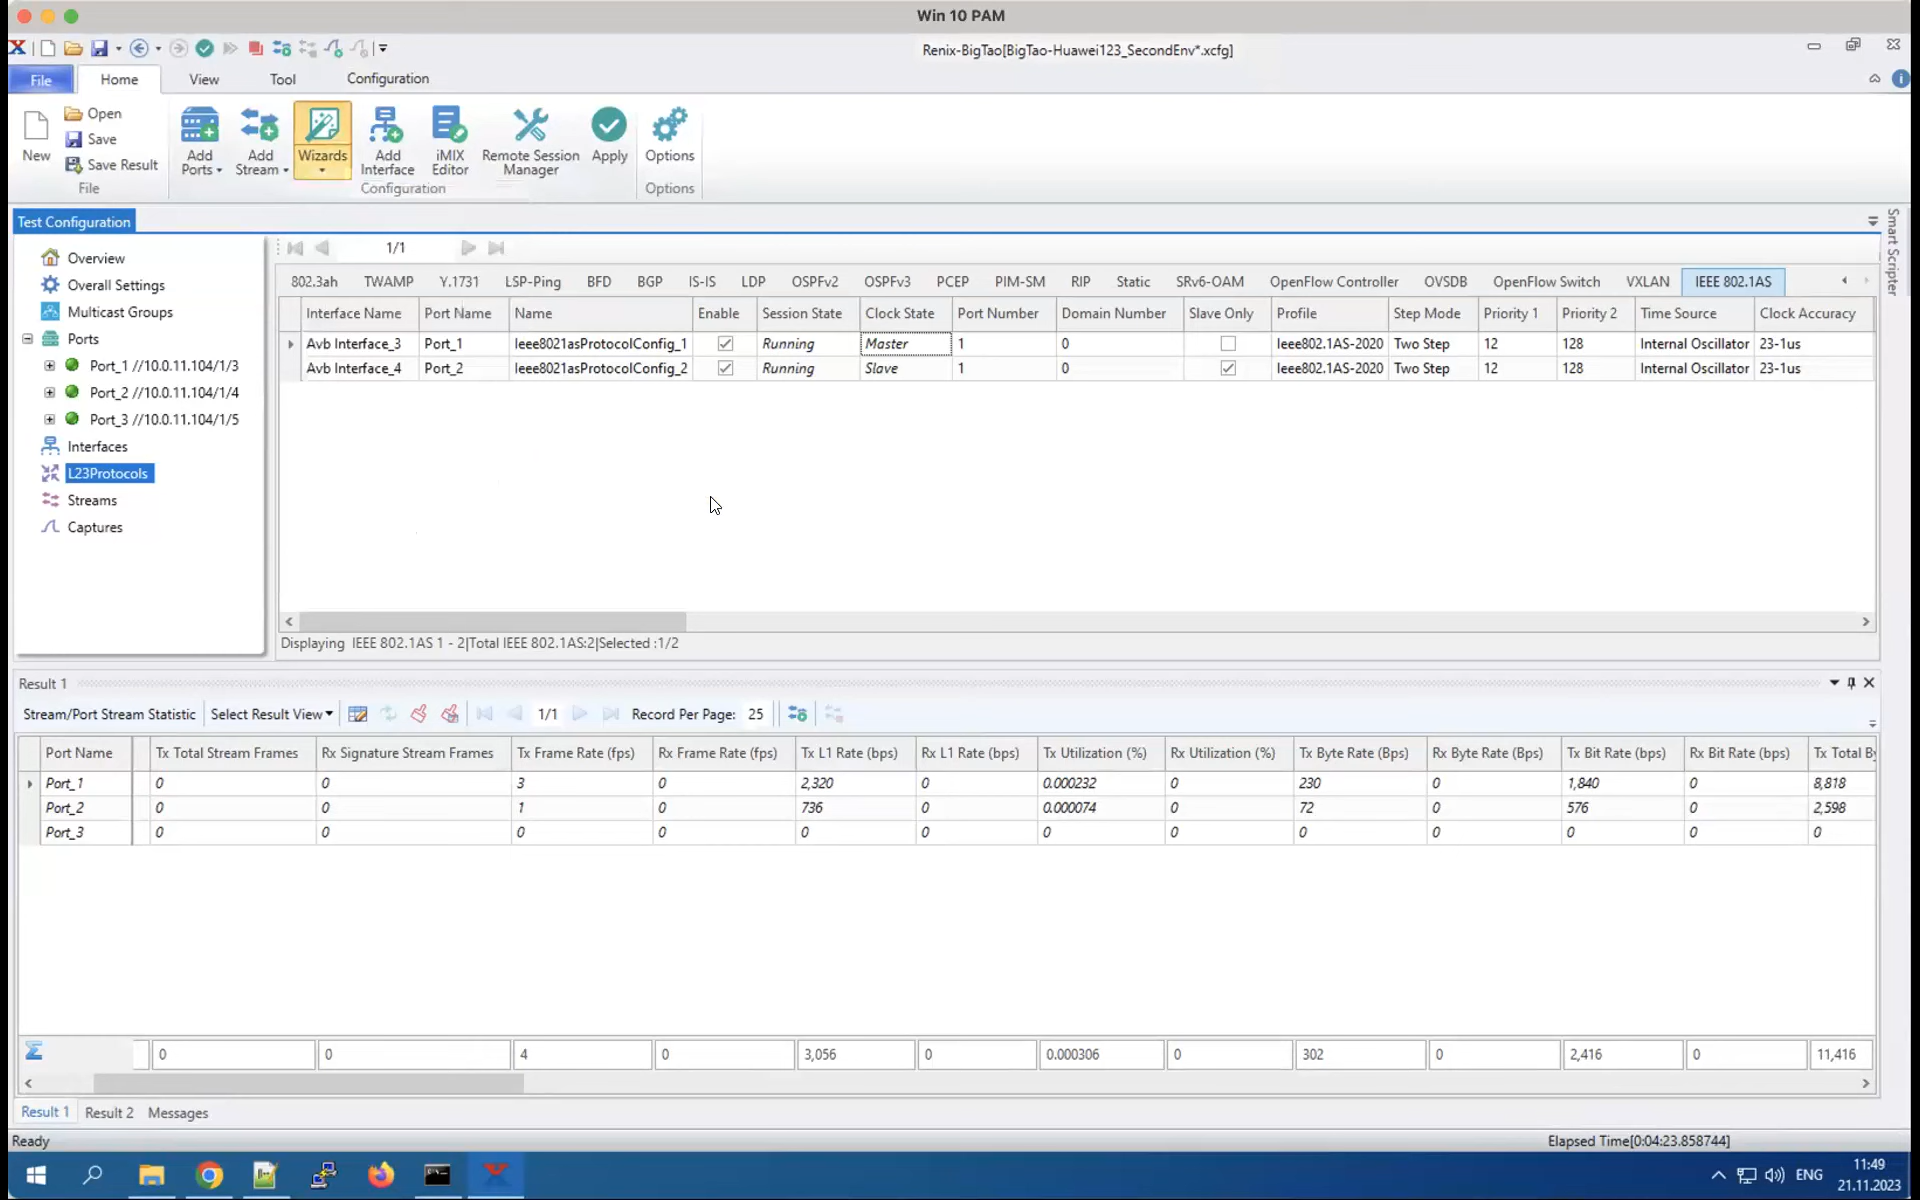 Win 10 PAM
Renix-BigTao[BigTao-Huawei123_SecondEnv*.xcfg]
File Home View Tool Configuration
New
Open
Save
Save Result
File
Add Ports
Add Stream
Wizards
Add Interface
iMIX Editor
Remote Session Manager
Apply
Configuration
Options
Options
Test Configuration
Smart Scripter
Overview
Overall Settings
Multicast Groups
Ports
Port_1 //10.0.11.104/1/3
Port_2 //10.0.11.104/1/4
Port_3 //10.0.11.104/1/5
Interfaces
L23Protocols
Streams
Captures
1/1
802.3ah TWAMP Y.1731 LSP-Ping BFD BGP IS-IS LDP OSPFv2 OSPFv3 PCEP PIM-SM RIP Static SRv6-OAM OpenFlow Controller OVSDB OpenFlow Switch VXLAN IEEE 802.1AS
Interface Name Port Name Name Enable Session State Clock State Port Number Domain Number Slave Only Profile Step Mode Priority 1 Priority 2 Time Source Clock Accuracy
Avb Interface_3 Port_1 Ieee8021asProtocolConfig_1 Running Master 1 0 Ieee802.1AS-2020 Two Step 12 128 Internal Oscillator 23-1us
Avb Interface_4 Port_2 Ieee8021asProtocolConfig_2 Running Slave 1 0 Ieee802.1AS-2020 Two Step 12 128 Internal Oscillator 23-1us
Displaying IEEE 802.1AS 1 - 2|Total IEEE 802.1AS:2|Selected :1/2
Result 1
Stream/Port Stream Statistic Select Result View 1/1 Record Per Page: 25
Port Name Tx Total Stream Frames Rx Signature Stream Frames Tx Frame Rate (fps) Rx Frame Rate (fps) Tx L1 Rate (bps) Rx L1 Rate (bps) Tx Utilization (%) Rx Utilization (%) Tx Byte Rate (Bps) Rx Byte Rate (Bps) Tx Bit Rate (bps) Rx Bit Rate (bps) Tx Total By
Port_1 0 0 3 0 2,320 0 0.000232 0 230 0 1,840 0 8,818
Port_2 0 0 1 0 736 0 0.000074 0 72 0 576 0 2,598
Port_3 0 0 0 0 0 0 0 0 0 0 0 0 0
0 0 4 0 3,056 0 0.000306 0 302 0 2,416 0 11,416
Result 1 Result 2 Messages
Ready Elapsed Time[0:04:23.858744]
ENG
11:49
21.11.2023